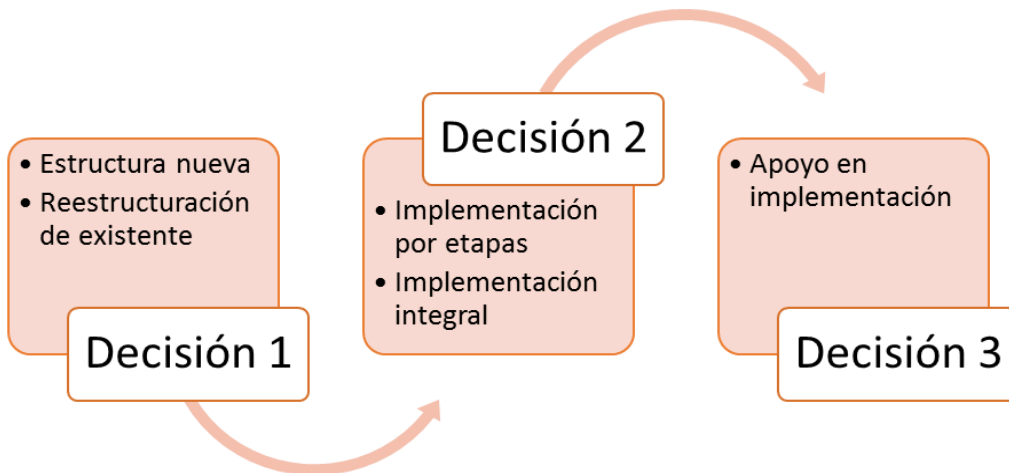 • Estructura nueva
• Reestructuración
de existente
Decisión 1
Decisión 2
• Implementación
por etapas
• Implementación
integral
• Apoyo en
implementación
Decisión 3